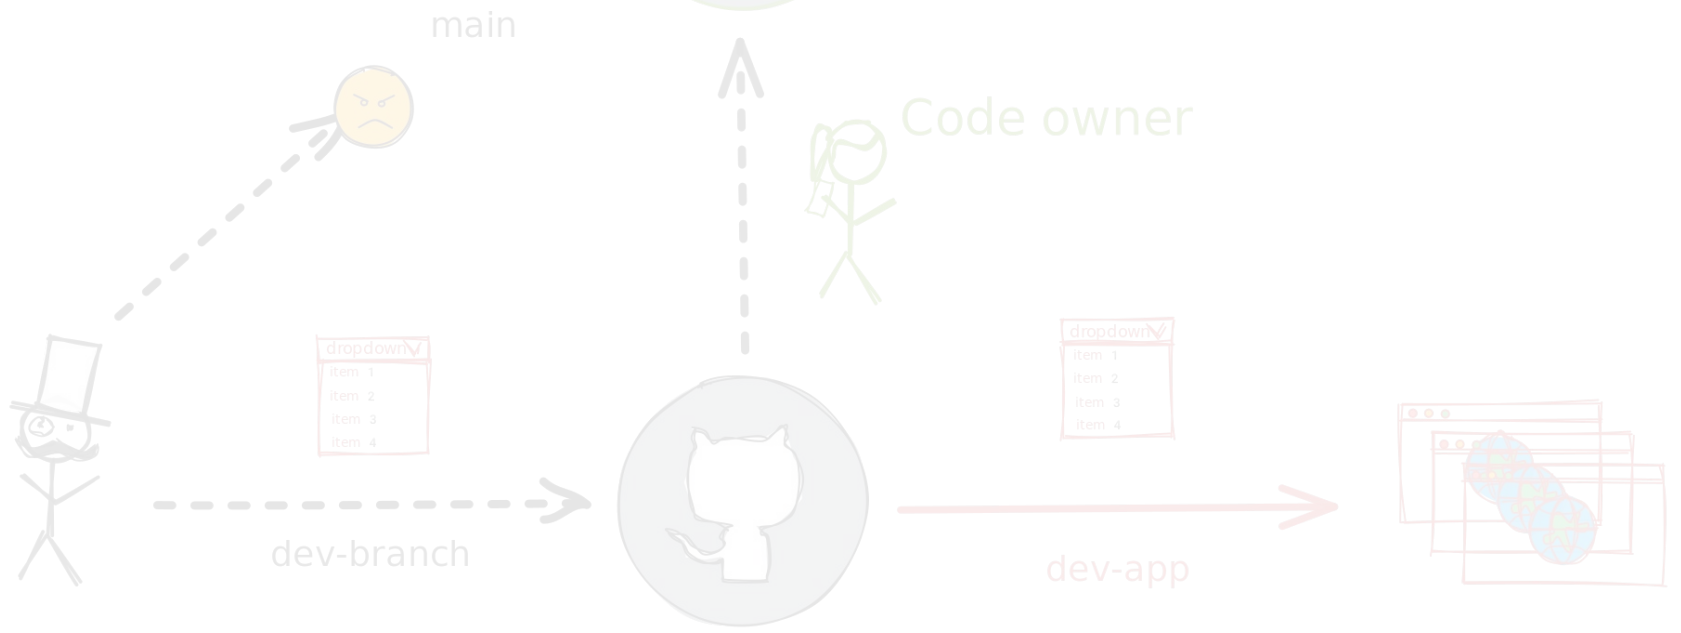 main
Code owner
dropdown
item 1
item 2
item 3
item 4
dropdown
item 1
item 2
item 3
item 4
dev-branch
dev-app